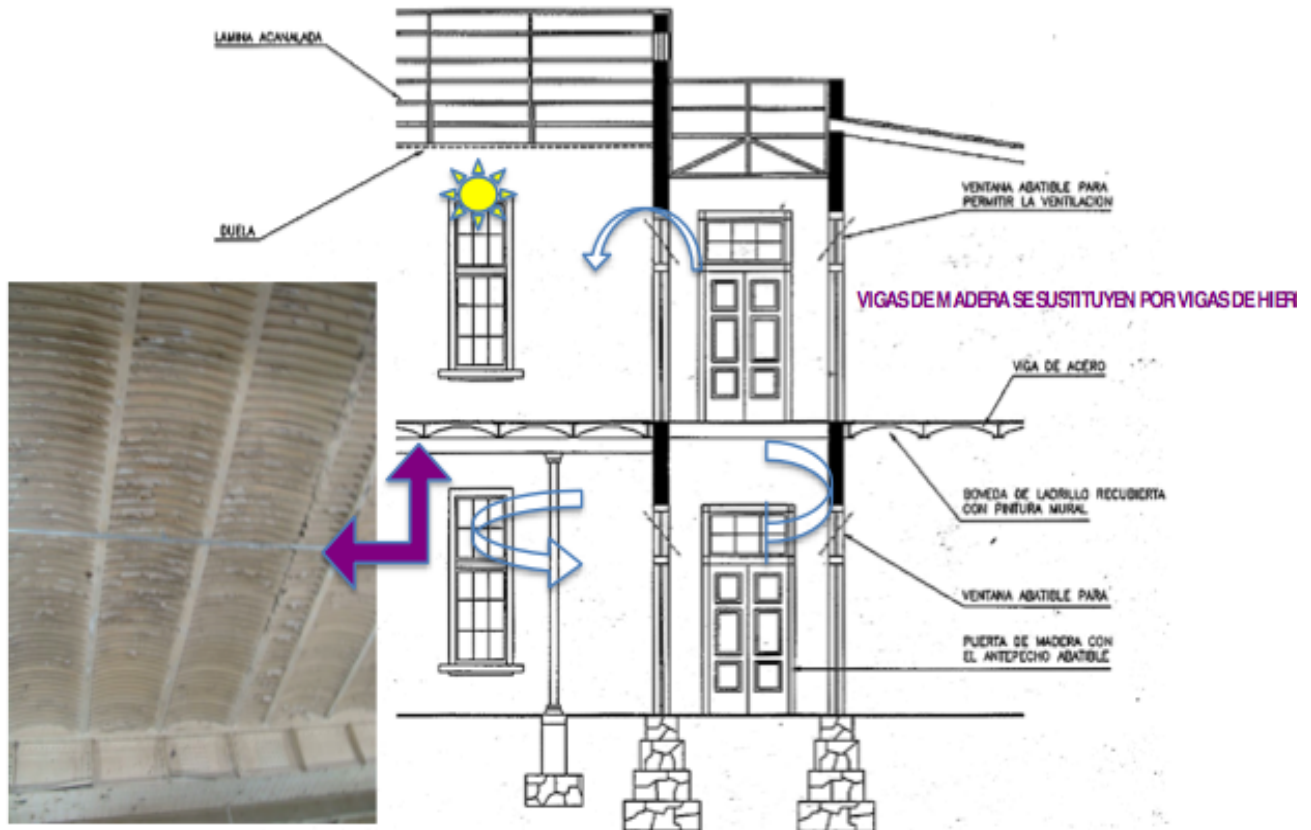 LAMINA ACANALADA
DUELA
VENTANA ABATIBLE PARA
PERMITIR LA VENTILACION
VIGAS DE MADERA SE SUSTITUYEN POR VIGAS DE HIER
VIGA DE ACERO
BOVEDA DE LADRILLO RECUBIERTA
CON PINTURA MURAL
VENTANA ABATIBLE PARA
PUERTA DE MADERA CON
EL ANTEPECHO ABATIBLE